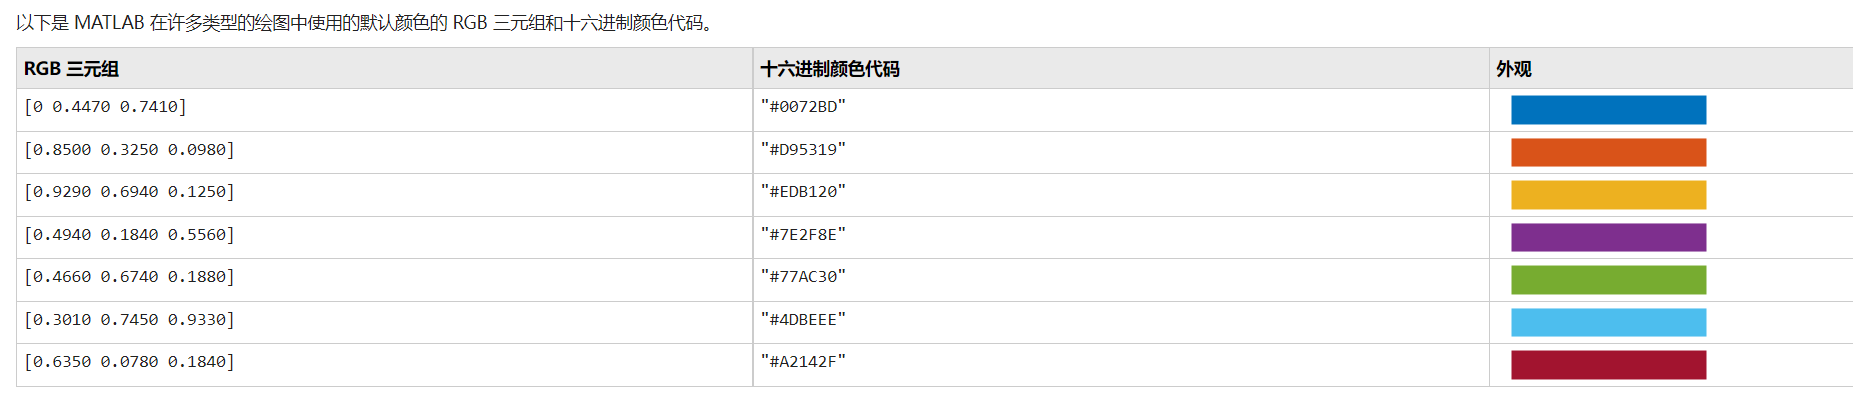 以下是 MATLAB 在许多类型的绘图中使用的默认颜色的 RGB 三元组和十六进制颜色代码。
RGB 三元组 十六进制颜色代码 外观
[0 0.4470 0.7410] "#0072BD"
[0.8500 0.3250 0.0980] "#D95319"
[0.9290 0.6940 0.1250] "#EDB120"
[0.4940 0.1840 0.5560] "#7E2F8E"
[0.4660 0.6740 0.1880] "#77AC30"
[0.3010 0.7450 0.9330] "#4DBEEE"
[0.6350 0.0780 0.1840] "#A2142F"